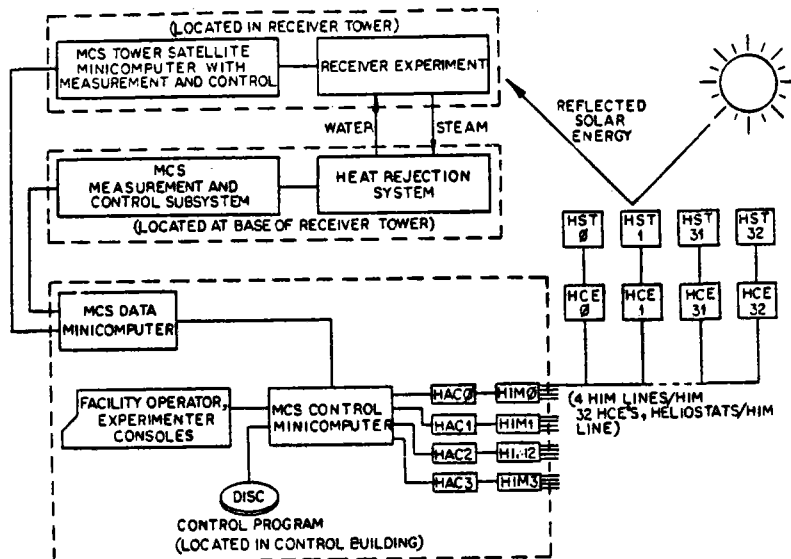 (LOCATED IN RECEIVER TOWER)
MCS TOWER SATELLITE
MINICOMPUTER WITH
MEASUREMENT AND CONTROL
RECEIVER EXPERIMENT
WATER
STEAM
REFLECTED
SOLAR
ENERGY
MCS
MEASUREMENT AND
CONTROL SUBSYSTEM
HEAT REJECTION
SYSTEM
(LOCATED AT BASE OF RECEIVER TOWER)
HST
Ø
HST
1
HST
31
HST
32
HCE
Ø
HCE
1
HCE
31
HCE
32
MCS DATA
MINICOMPUTER
FACILITY OPERATOR,
EXPERIMENTER
CONSOLES
MCS CONTROL
MINICOMPUTER
HACØ
HIMØ
HAC1
HIM1
HAC2
HIM2
HAC3
HIM3
(4 HIM LINES/HIM
32 HCE'S, HELIOSTATS/HIM
LINE)
DISC
CONTROL PROGRAM
(LOCATED IN CONTROL BUILDING)